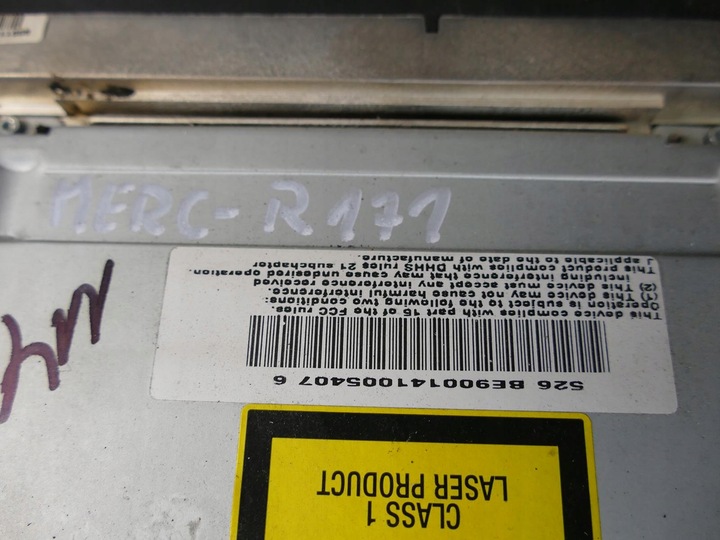 MERC-R171
526 BE900141005407 6
This device complies with part 15 of the FCC rules.
Operation is subject to the following two conditions:
(1) This device may not cause harmful interference.
(2) This device must accept any interference received
including interference that may cause undesired operation.
This product complies with DHHS rules 21 subchapter
J applicable to the date of manufacture.
CLASS 1
LASER PRODUCT